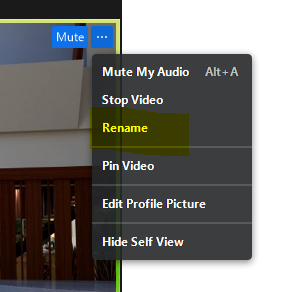 Mute ...
Mute My Audio Alt+A
Stop Video
Rename
Pin Video
Edit Profile Picture
Hide Self View